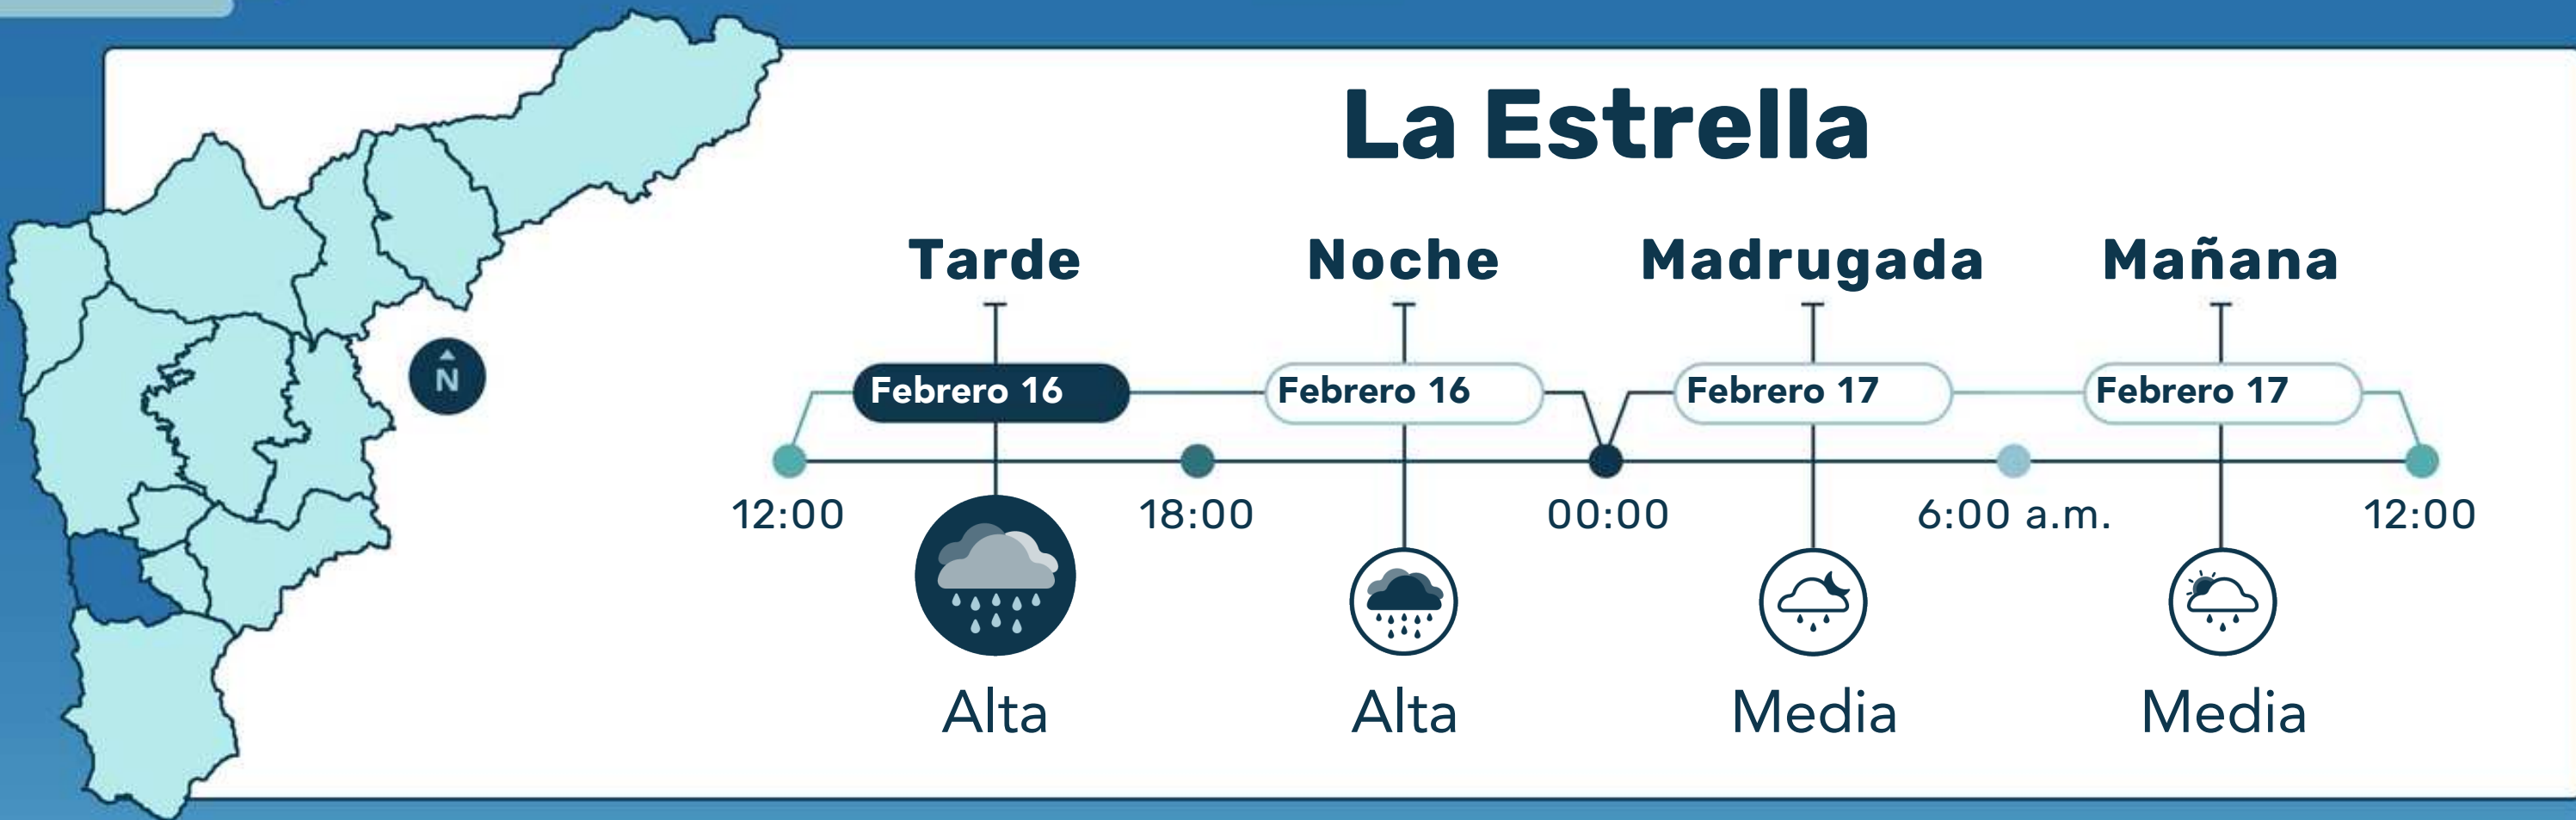 La Estrella
Tarde Noche Madrugada Mañana
N
Febrero 16 Febrero 16 Febrero 17 Febrero 17
12:00 18:00 00:00 6:00 a.m. 12:00
Alta Alta Media Media